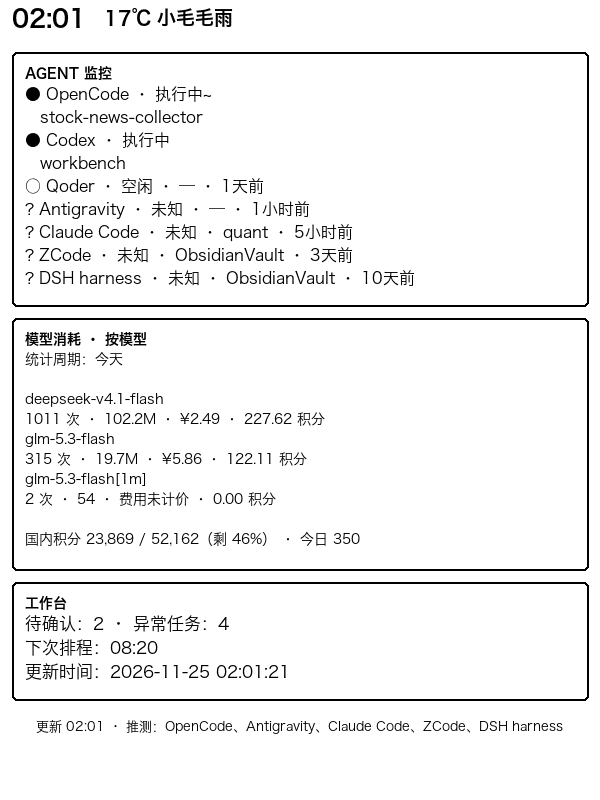 02:01 17°C 小毛毛雨
AGENT 监控
● OpenCode · 执行中~
stock-news-collector
● Codex · 执行中
workbench
○ Qoder · 空闲 · — · 1天前
? Antigravity · 未知 · — · 1小时前
? Claude Code · 未知 · quant · 5小时前
? ZCode · 未知 · ObsidianVault · 3天前
? DSH harness · 未知 · ObsidianVault · 10天前
模型消耗 · 按模型
统计周期：今天
deepseek-v4.1-flash
1011 次 · 102.2M · ¥2.49 · 227.62 积分
glm-5.3-flash
315 次 · 19.7M · ¥5.86 · 122.11 积分
glm-5.3-flash[1m]
2 次 · 54 · 费用未计价 · 0.00 积分
国内积分 23,869 / 52,162（剩 46%） · 今日 350
工作台
待确认：2 · 异常任务：4
下次排程：08:20
更新时间：2026-11-25 02:01:21
更新 02:01 · 推测：OpenCode、Antigravity、Claude Code、ZCode、DSH harness